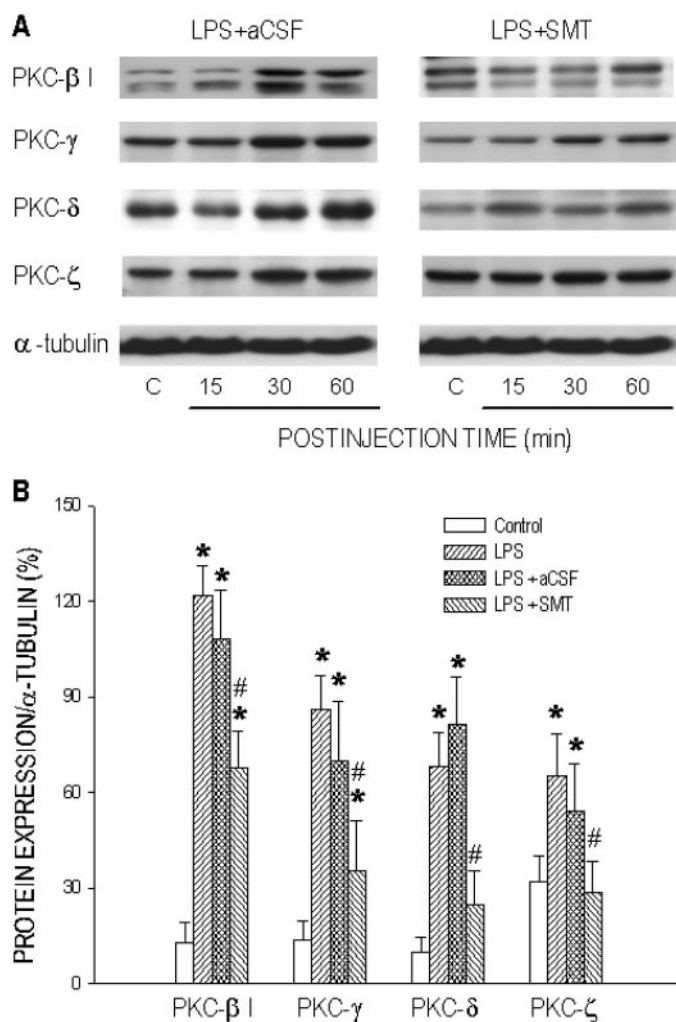 A
LPS+aCSF LPS+SMT
PKC-β I
PKC-γ
PKC-δ
PKC-ζ
α-tubulin
C 15 30 60 C 15 30 60
POSTINJECTION TIME (min)
B
PROTEIN EXPRESSION/α-TUBULIN (%)
150
120
90
60
30
0
Control
LPS
LPS+aCSF
LPS+SMT
* * # *
* * # *
* * #
* * #
PKC-β I PKC-γ PKC-δ PKC-ζ